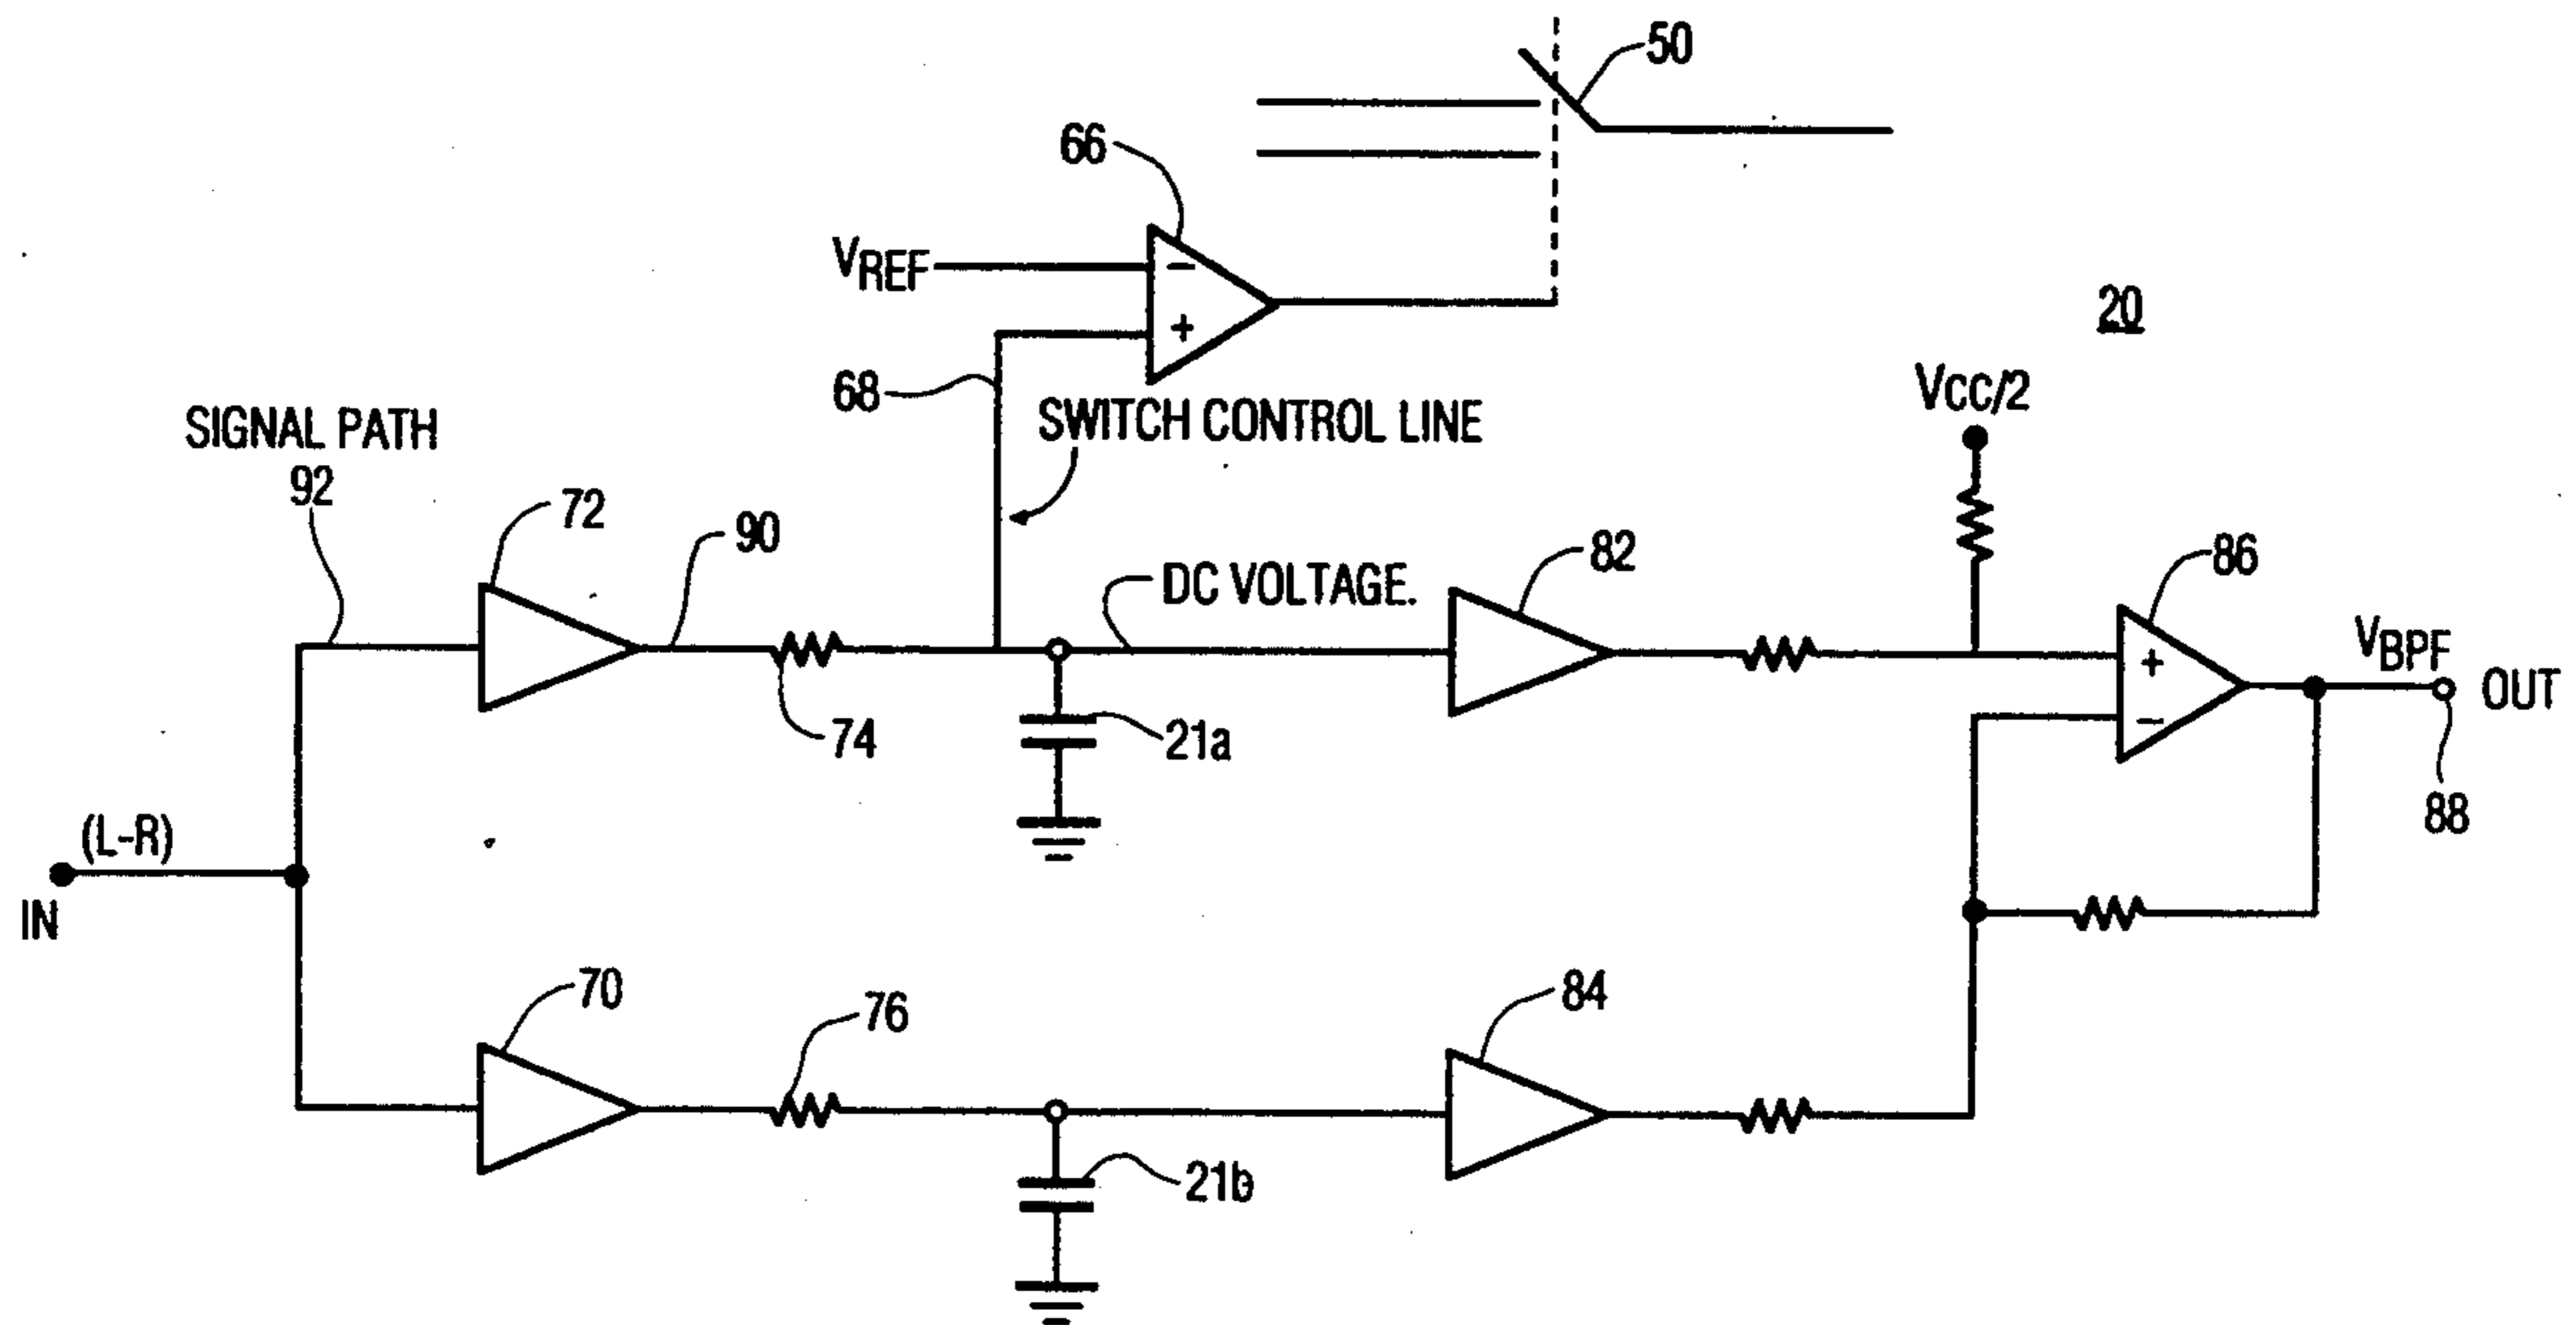 50
66
VREF
−
+
20
68
SWITCH CONTROL LINE
VCC/2
SIGNAL PATH
92
72
90
DC VOLTAGE.
82
86
+
−
VBPF
OUT
74
21a
88
(L-R)
IN
70
76
84
21b